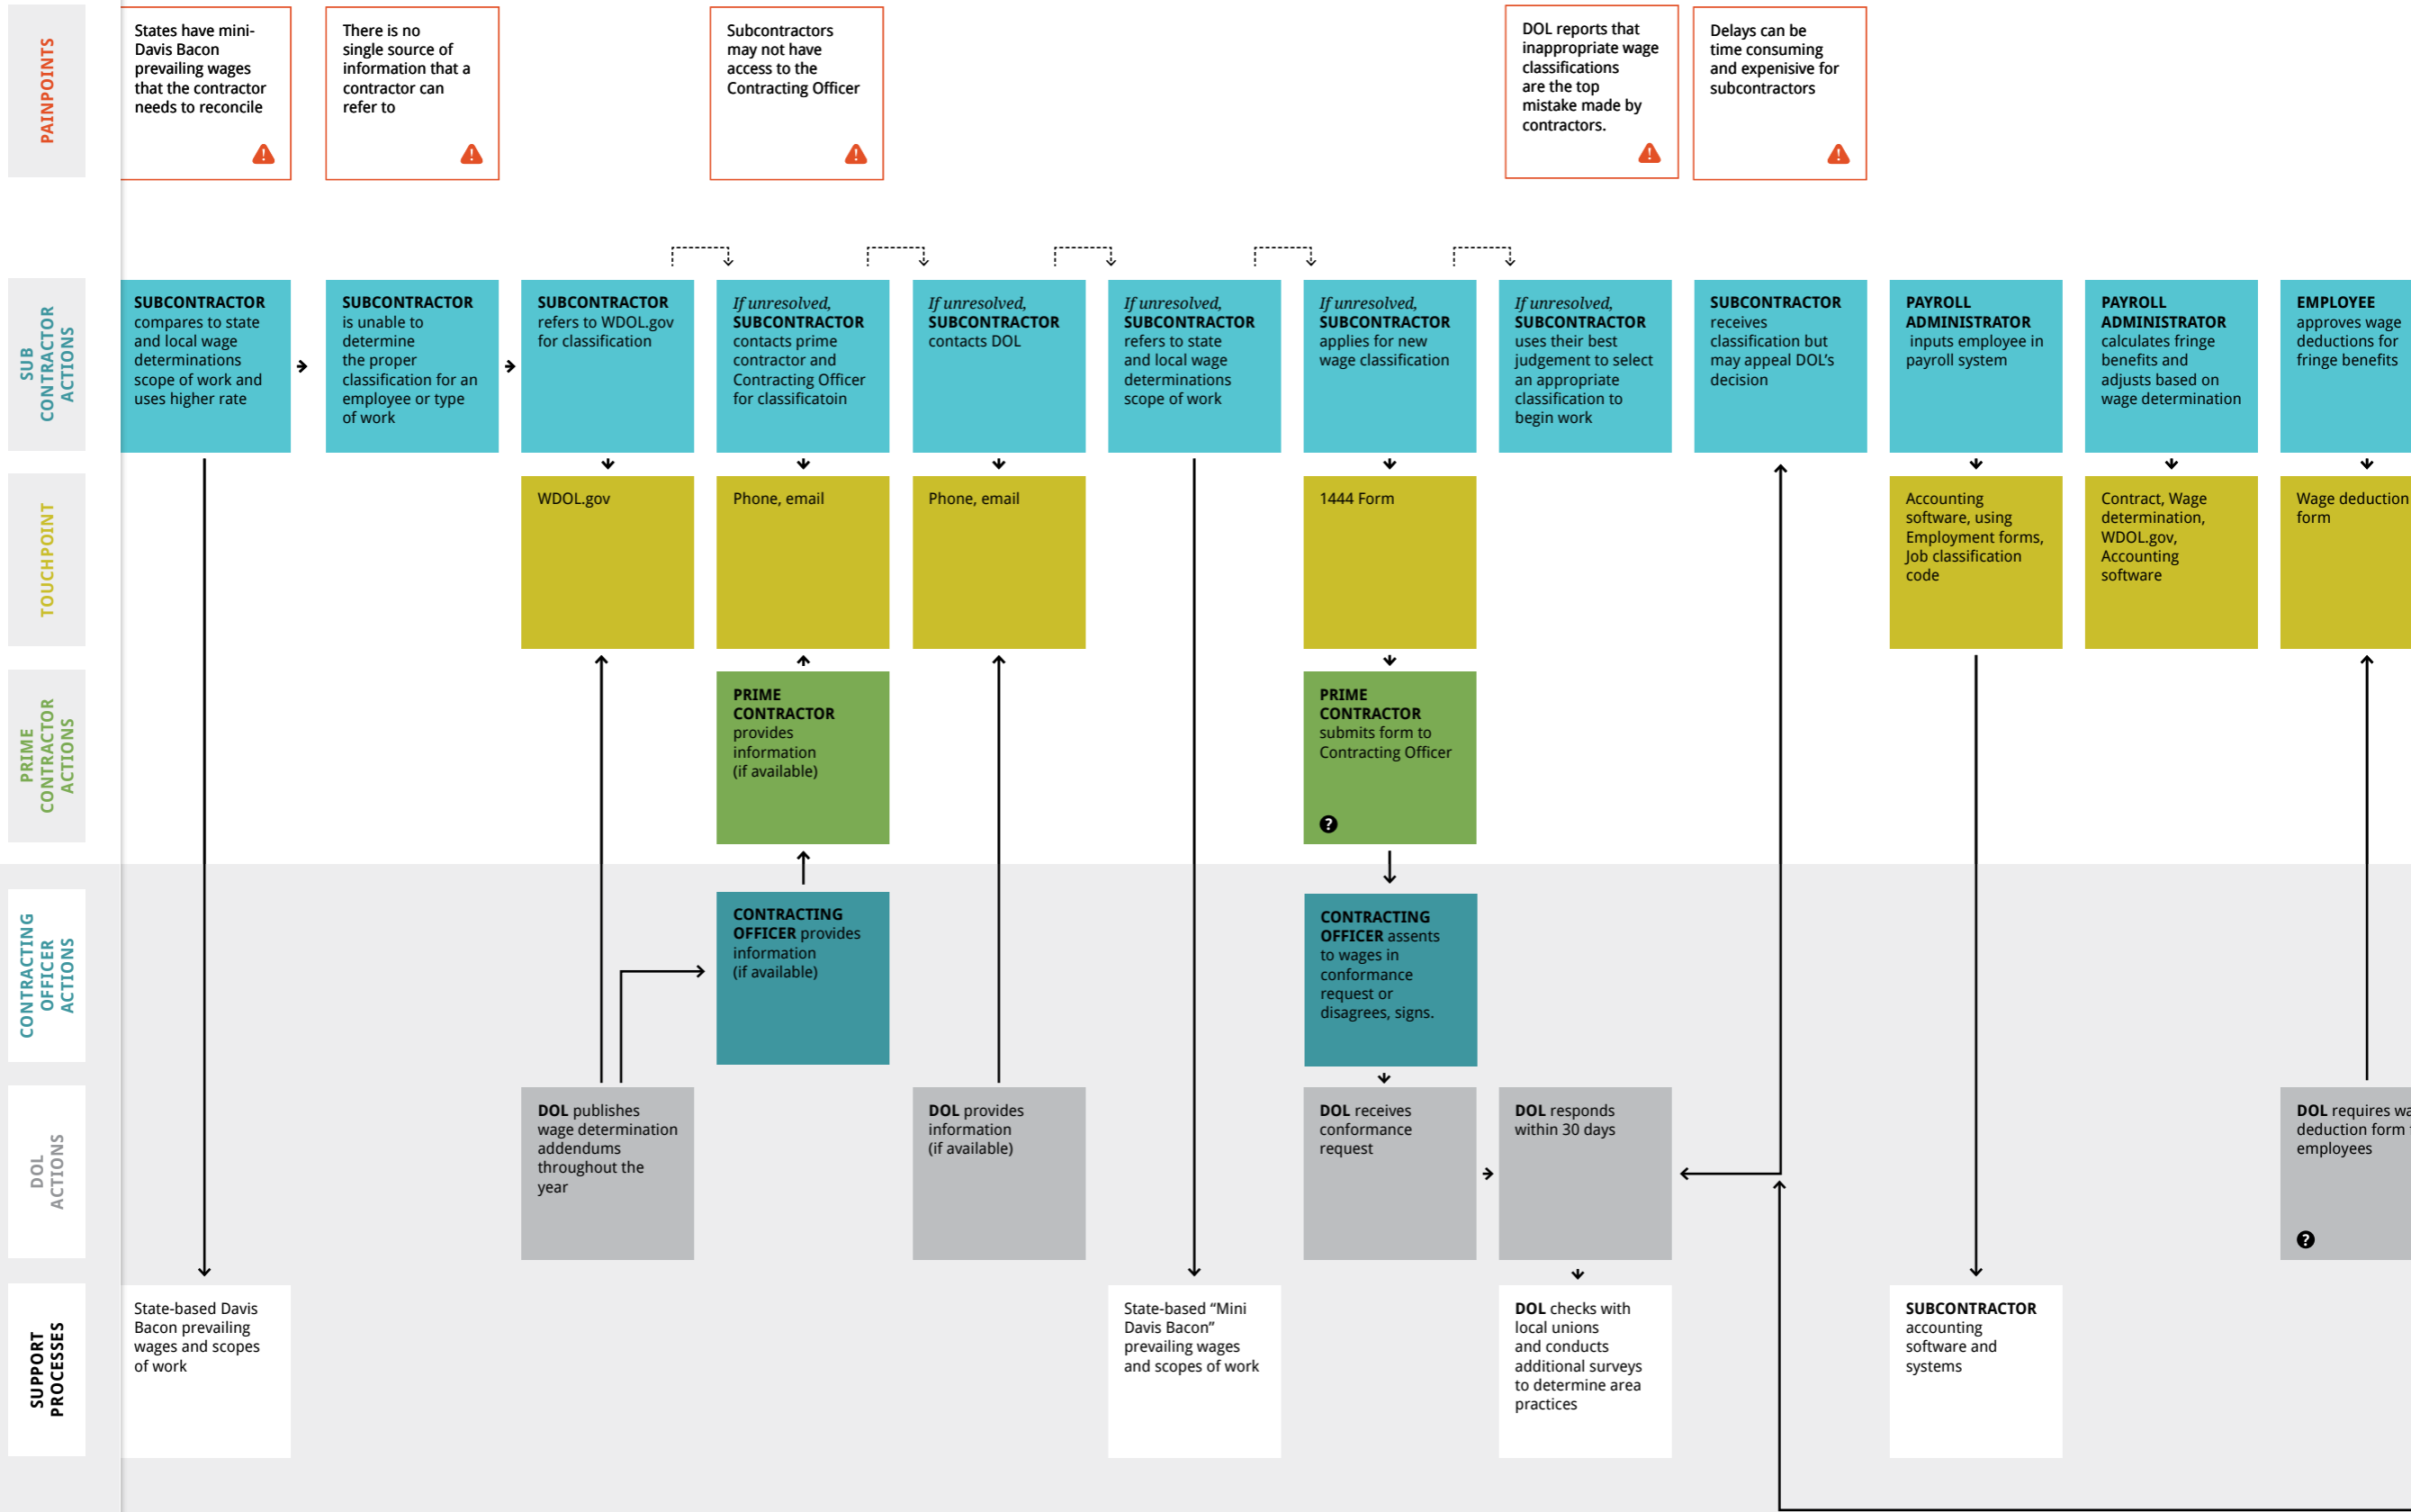 PAINPOINTS
States have mini-
Davis Bacon
prevailing wages
that the contractor
needs to reconcile
There is no
single source of
information that a
contractor can
refer to
Subcontractors
may not have
access to the
Contracting Officer
DOL reports that
inappropriate wage
classifications
are the top
mistake made by
contractors.
Delays can be
time consuming
and expenisive for
subcontractors
SUB
CONTRACTOR
ACTIONS
SUBCONTRACTOR
compares to state
and local wage
determinations
scope of work and
uses higher rate
SUBCONTRACTOR
is unable to
determine
the proper
classification for an
employee or type
of work
SUBCONTRACTOR
refers to WDOL.gov
for classification
If unresolved,
SUBCONTRACTOR
contacts prime
contractor and
Contracting Officer
for classificatoin
If unresolved,
SUBCONTRACTOR
contacts DOL
If unresolved,
SUBCONTRACTOR
refers to state
and local wage
determinations
scope of work
If unresolved,
SUBCONTRACTOR
applies for new
wage classification
If unresolved,
SUBCONTRACTOR
uses their best
judgement to select
an appropriate
classification to
begin work
SUBCONTRACTOR
receives
classification but
may appeal DOL's
decision
PAYROLL
ADMINISTRATOR
inputs employee in
payroll system
PAYROLL
ADMINISTRATOR
calculates fringe
benefits and
adjusts based on
wage determination
EMPLOYEE
approves wage
deductions for
fringe benefits
TOUCHPOINT
WDOL.gov
Phone, email
Phone, email
1444 Form
Accounting
software, using
Employment forms,
Job classification
code
Contract, Wage
determination,
WDOL.gov,
Accounting
software
Wage deduction
form
PRIME
CONTRACTOR
ACTIONS
PRIME
CONTRACTOR
provides
information
(if available)
PRIME
CONTRACTOR
submits form to
Contracting Officer
?
CONTRACTING
OFFICER
ACTIONS
CONTRACTING
OFFICER provides
information
(if available)
CONTRACTING
OFFICER assents
to wages in
conformance
request or
disagrees, signs.
DOL
ACTIONS
DOL publishes
wage determination
addendums
throughout the
year
DOL provides
information
(if available)
DOL receives
conformance
request
DOL responds
within 30 days
DOL requires
deduction form
employees
?
SUPPORT
PROCESSES
State-based Davis
Bacon prevailing
wages and scopes
of work
State-based “Mini
Davis Bacon”
prevailing wages
and scopes of work
DOL checks with
local unions
and conducts
additional surveys
to determine area
practices
SUBCONTRACTOR
accounting
software and
systems